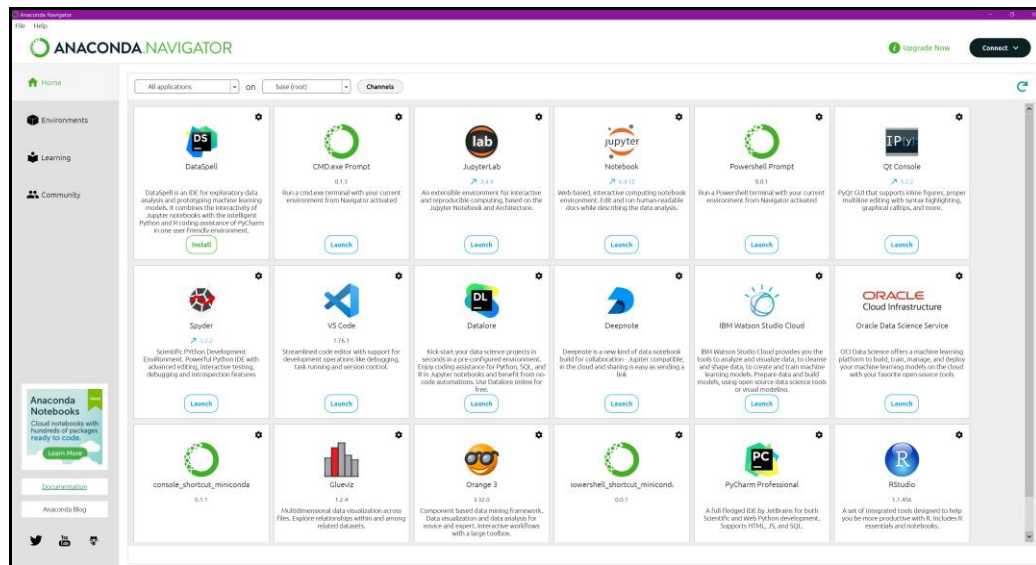 Anaconda Navigator
File Help
ANACONDA.NAVIGATOR
Upgrade Now
Connect
Home
All applications on base (root) Channels
Environments
Learning
Community
DS
DataSpell
DataSpell is an IDE for exploratory data
analysis and prototyping machine learning
models. It combines the interactivity of
Jupyter notebooks with the intelligent
Python and R coding assistance of PyCharm
in one user-friendly environment.
Install
CMD.exe Prompt
0.1.1
Run a cmd.exe terminal with your current
environment from Navigator activated
Launch
lab
JupyterLab
3.4.4
An extensible environment for interactive
and reproducible computing, based on the
Jupyter Notebook and Architecture.
Launch
jupyter
Notebook
6.4.12
Web-based, interactive computing notebook
environment. Edit and run human-readable
docs while describing the data analysis.
Launch
Powershell Prompt
0.0.1
Run a Powershell terminal with your current
environment from Navigator activated
Launch
IP[y]:
Qt Console
5.2.2
PyQt GUI that supports inline figures, proper
multiline editing with syntax highlighting,
graphical calltips, and more.
Launch
Spyder
5.2.2
Scientific PYthon Development
EnviRonment. Powerful Python IDE with
advanced editing, interactive testing,
debugging and introspection features
Launch
VS Code
1.76.1
Streamlined code editor with support for
development operations like debugging,
task running and version control.
Launch
DL
Datalore
Kick-start your data science projects in
seconds in a pre-configured environment.
Enjoy coding assistance for Python, SQL, and
R in Jupyter notebooks and benefit from no-
code automations. Use Datalore online for
free.
Launch
Deepnote
Deepnote is a new kind of data notebook
build for collaboration - Jupiter compatible,
in the cloud and sharing is easy as sending a
link
Launch
IBM Watson Studio Cloud
IBM Watson Studio Cloud provides you the
tools to analyze and visualize data, to cleanse
and shape data, to create and train machine
learning models. Prepare data and build
models, using open source data science tools
or visual modeling.
Launch
ORACLE
Cloud Infrastructure
Oracle Data Science Service
OCI Data Science offers a machine learning
platform to build, train, manage, and deploy
your machine learning models on the cloud
with your favorite open-source tools
Launch
console_shortcut_miniconda
0.1.1
Glueviz
1.2.4
Multidimensional data visualization across
files. Explore relationships within and among
related datasets.
Orange 3
3.32.0
Component based data mining framework.
Data visualization and data analysis for
novice and expert. Interactive workflows
with a large toolbox.
powershell_shortcut_miniconda
0.0.1
PC
PyCharm Professional
A full-fledged IDE by JetBrains for both
Scientific and Web Python development.
Supports HTML, JS, and SQL.
R
RStudio
1.1.456
A set of integrated tools designed to help
you be more productive with R. Includes R
essentials and notebooks.
Anaconda
Notebooks
Cloud notebooks with
hundreds of packages
ready to code.
Learn More
Documentation
Anaconda Blog
You